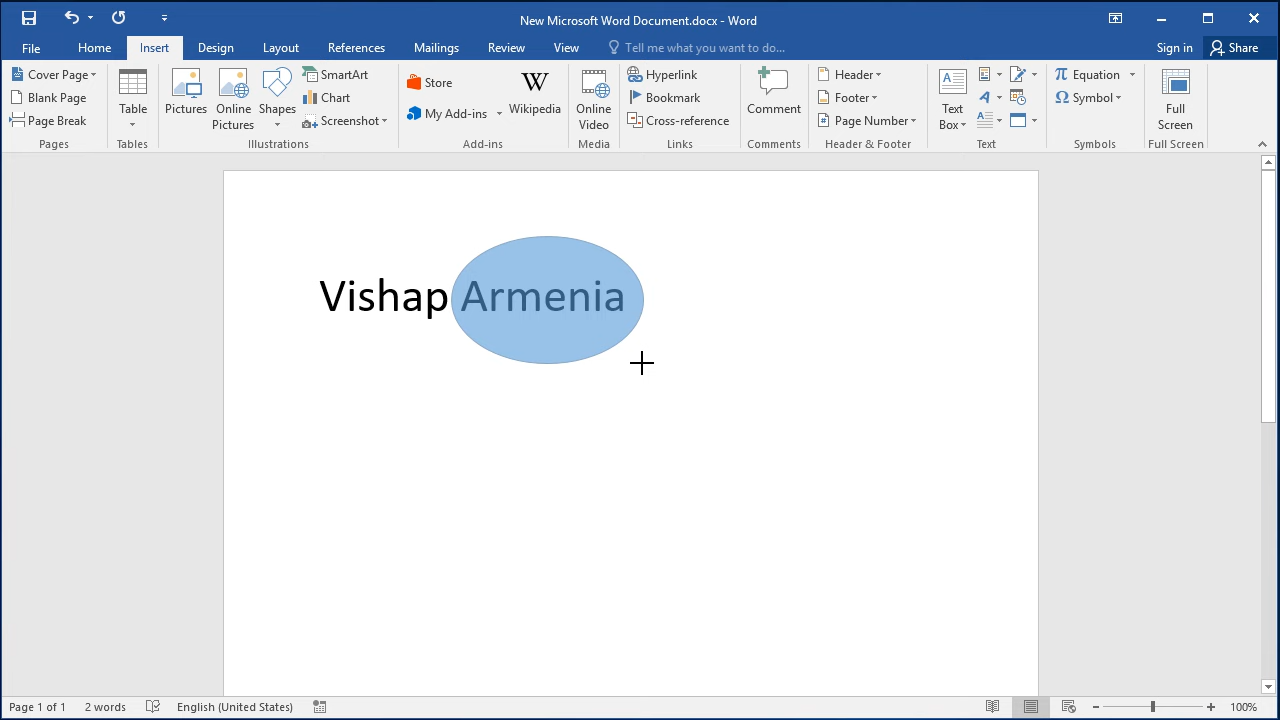 New Microsoft Word Document.docx - Word
File Home Insert Design Layout References Mailings Review View Tell me what you want to do... Sign in Share
Cover Page
Blank Page
Page Break
Pages
Table
Tables
Pictures
Online Pictures
Shapes
SmartArt
Chart
Screenshot
Illustrations
Store
My Add-ins
W
Wikipedia
Add-ins
Online Video
Media
Hyperlink
Bookmark
Cross-reference
Links
Comment
Comments
Header
Footer
Page Number
Header & Footer
A
Text Box
A
A
Text
π Equation
Ω Symbol
Symbols
Full Screen
Full Screen
Vishap Armenia
Page 1 of 1 2 words English (United States) 100%